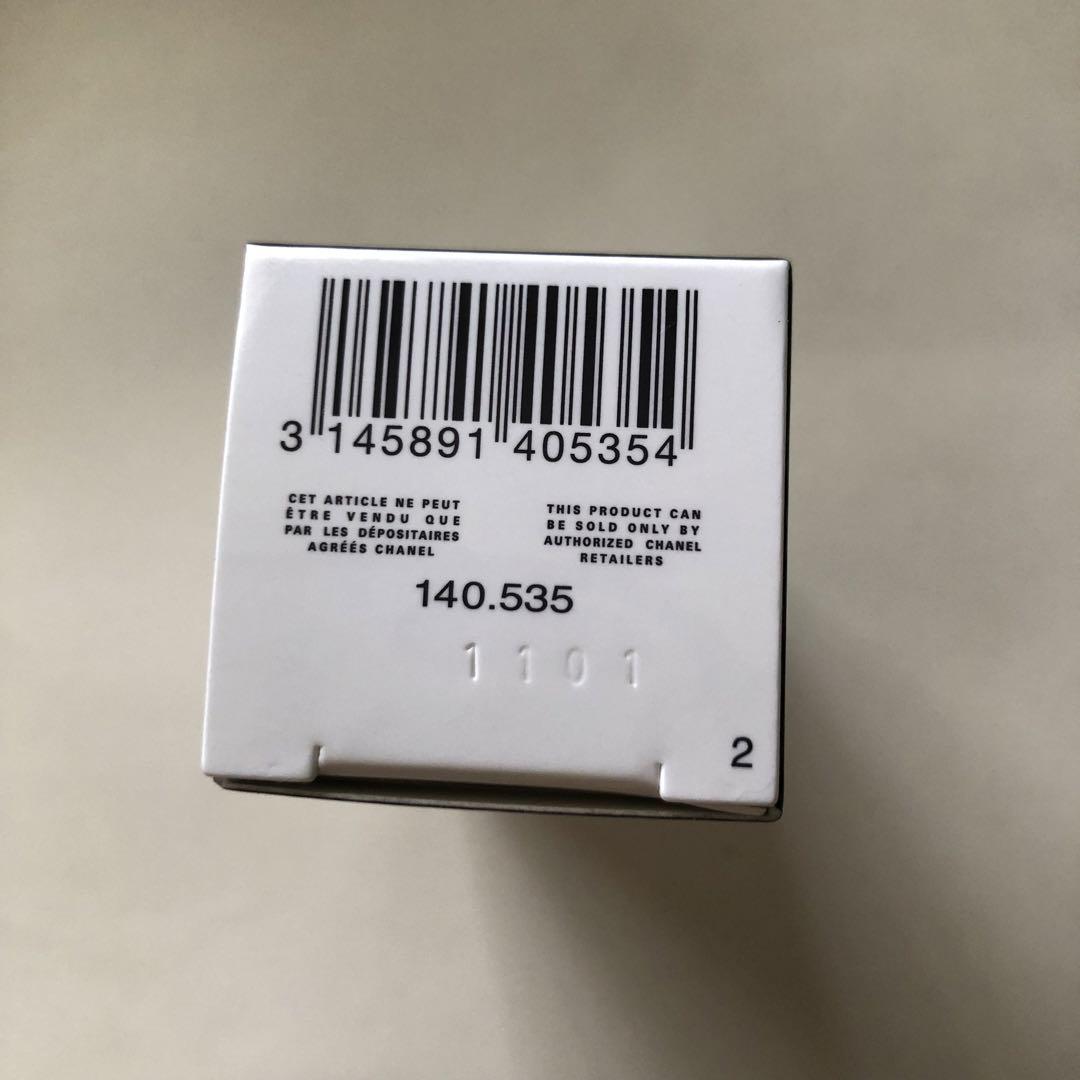 3 145891 405354
CET ARTICLE NE PEUT
ÊTRE VENDU QUE
PAR LES DÉPOSITAIRES
AGRÉÉS CHANEL
THIS PRODUCT CAN
BE SOLD ONLY BY
AUTHORIZED CHANEL
RETAILERS
140.535
1101
2